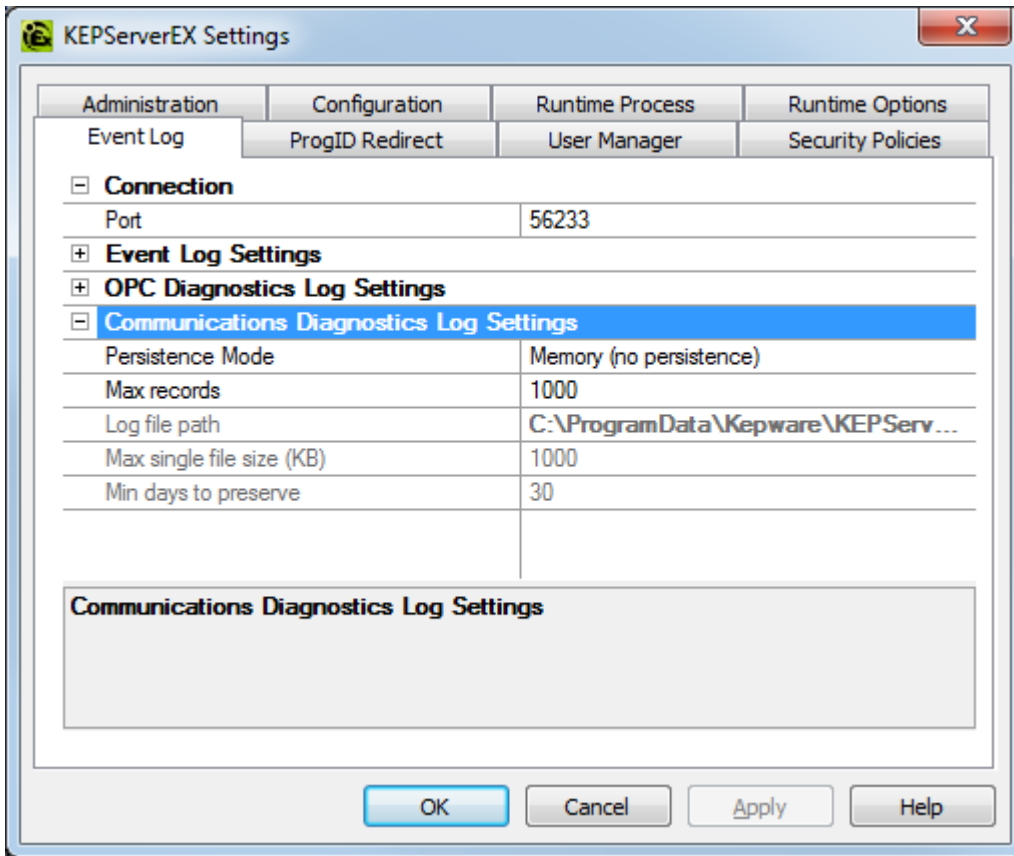 KEPServerEX Settings
Administration Configuration Runtime Process Runtime Options
Event Log ProgID Redirect User Manager Security Policies
Connection
Port 56233
Event Log Settings
OPC Diagnostics Log Settings
Communications Diagnostics Log Settings
Persistence Mode Memory (no persistence)
Max records 1000
Log file path C:\ProgramData\Kepware\KEPServ...
Max single file size (KB) 1000
Min days to preserve 30
Communications Diagnostics Log Settings
OK Cancel Apply Help